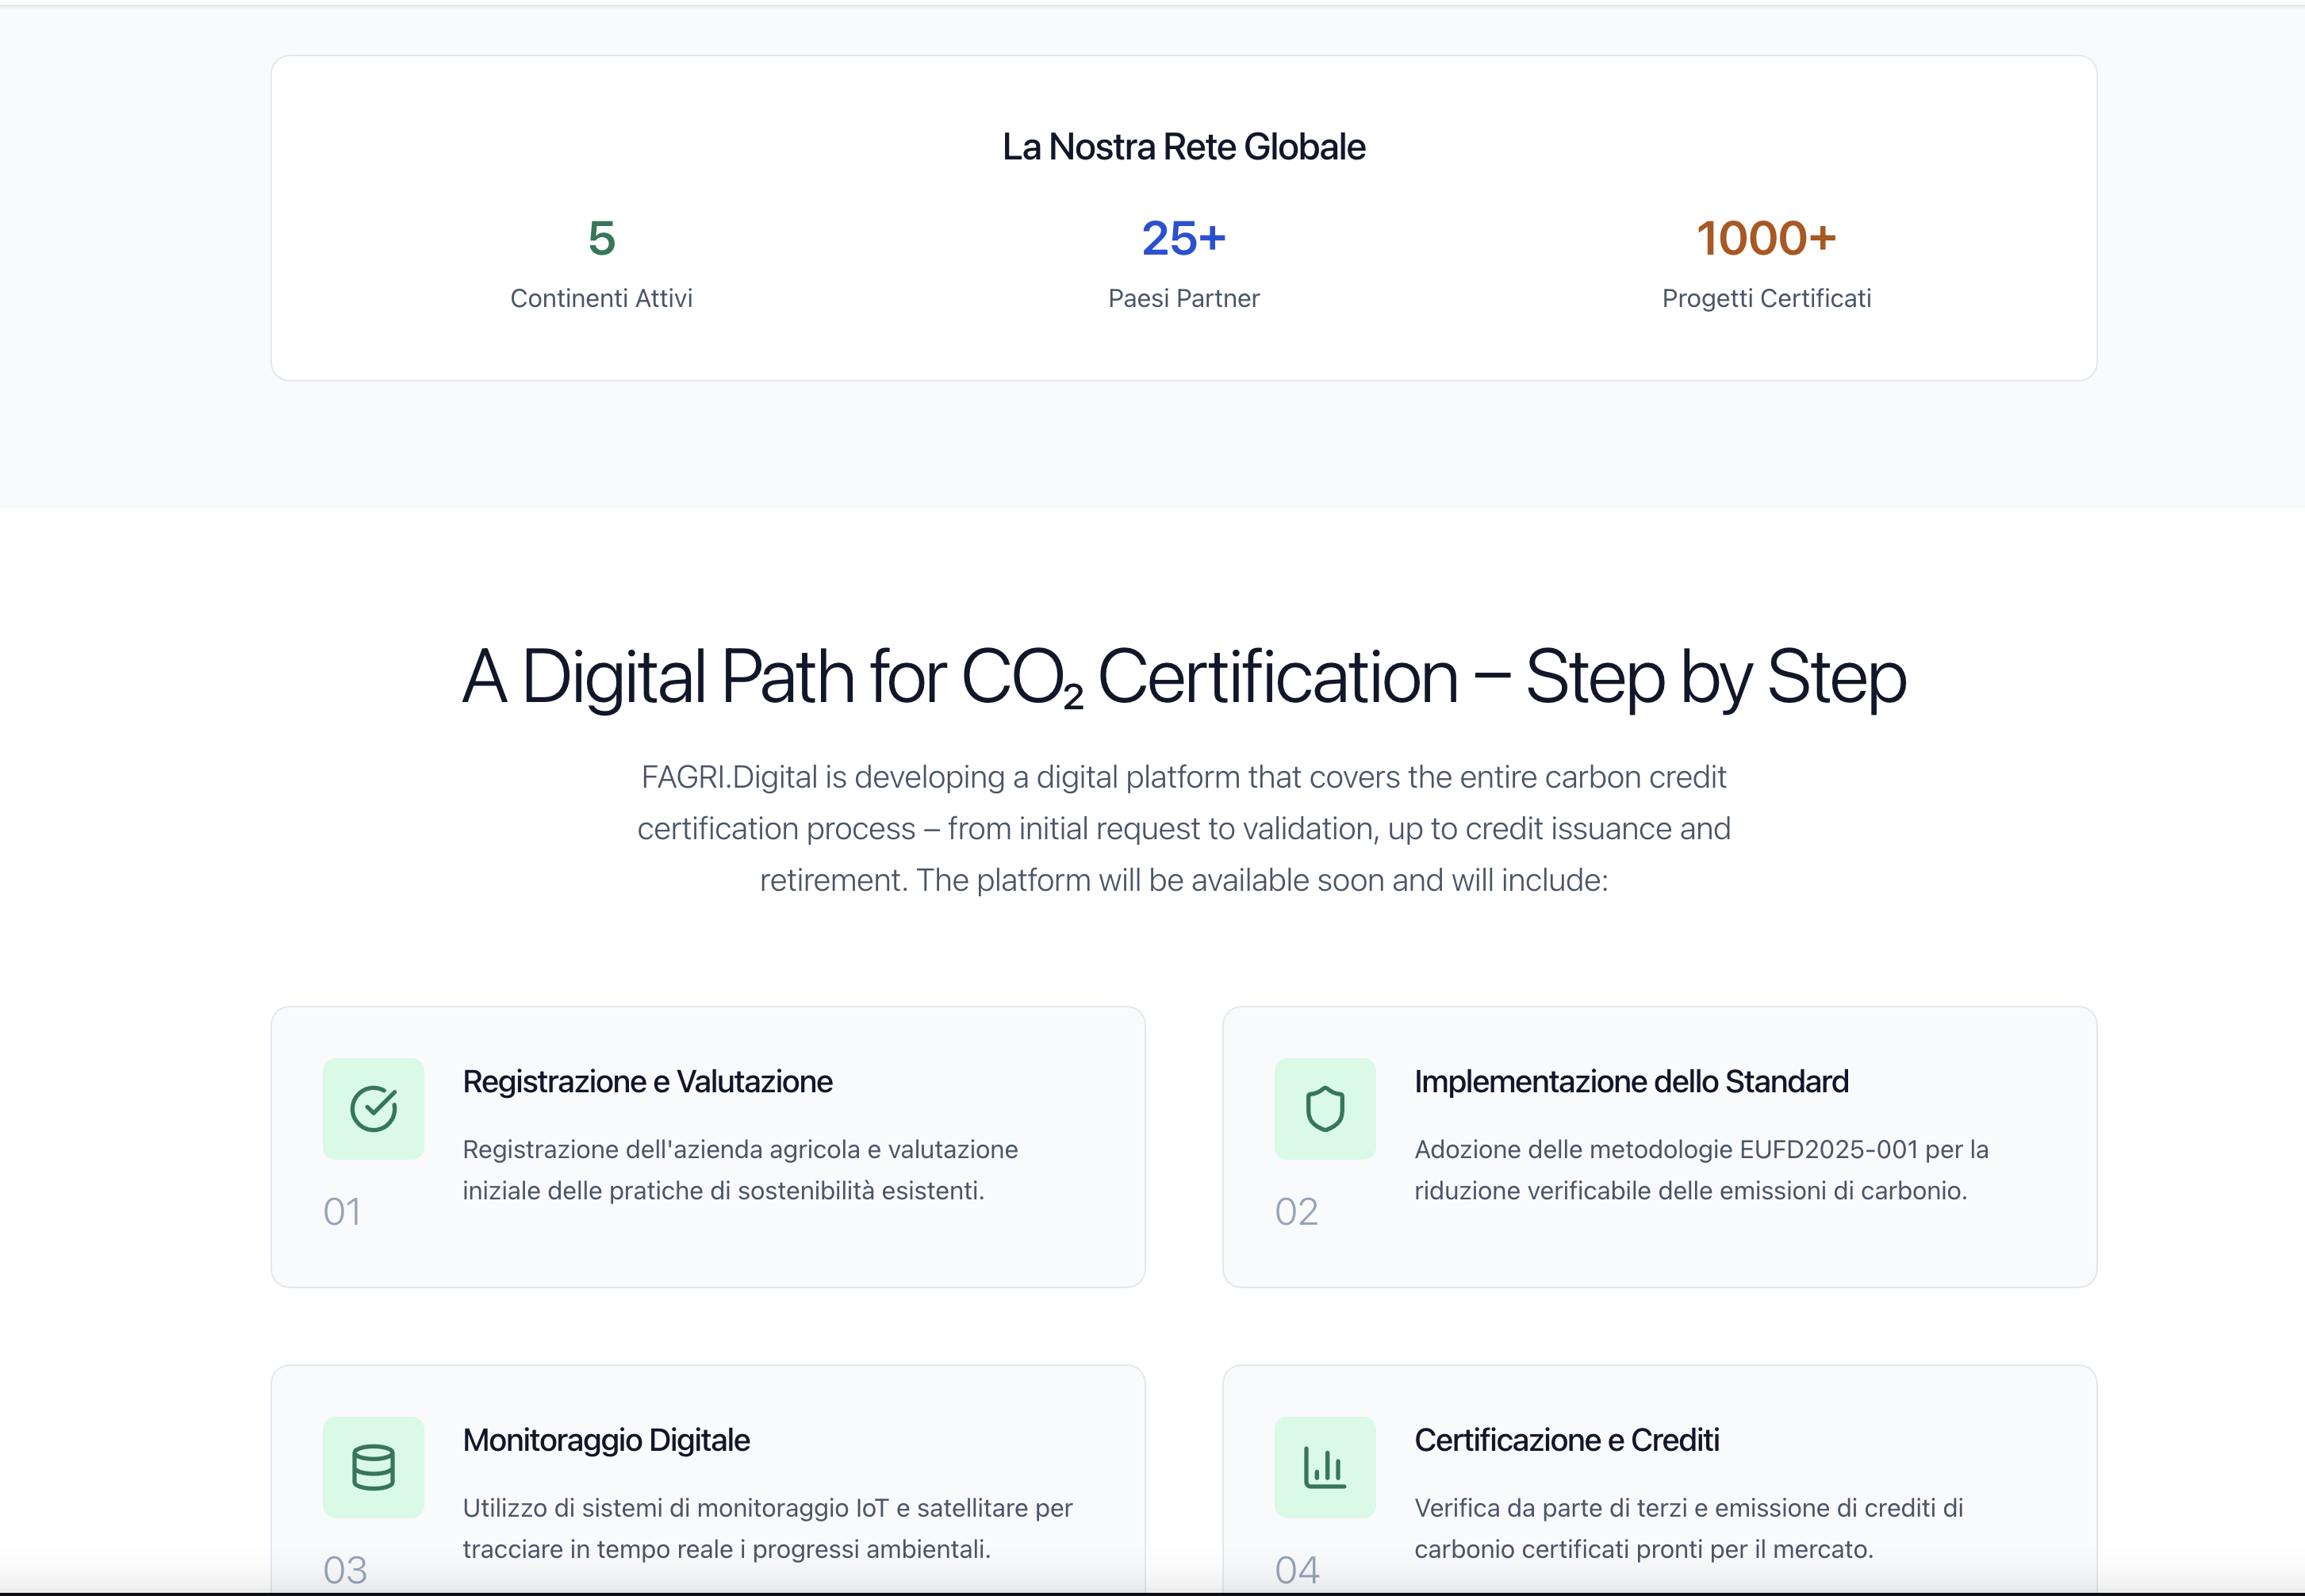 La Nostra Rete Globale
5
Continenti Attivi
25+
Paesi Partner
1000+
Progetti Certificati
A Digital Path for CO₂ Certification – Step by Step
FAGRI.Digital is developing a digital platform that covers the entire carbon credit
certification process – from initial request to validation, up to credit issuance and
retirement. The platform will be available soon and will include:
Registrazione e Valutazione
Registrazione dell'azienda agricola e valutazione
iniziale delle pratiche di sostenibilità esistenti.
01
Implementazione dello Standard
Adozione delle metodologie EUFD2025-001 per la
riduzione verificabile delle emissioni di carbonio.
02
Monitoraggio Digitale
Utilizzo di sistemi di monitoraggio IoT e satellitare per
tracciare in tempo reale i progressi ambientali.
03
Certificazione e Crediti
Verifica da parte di terzi e emissione di crediti di
carbonio certificati pronti per il mercato.
04